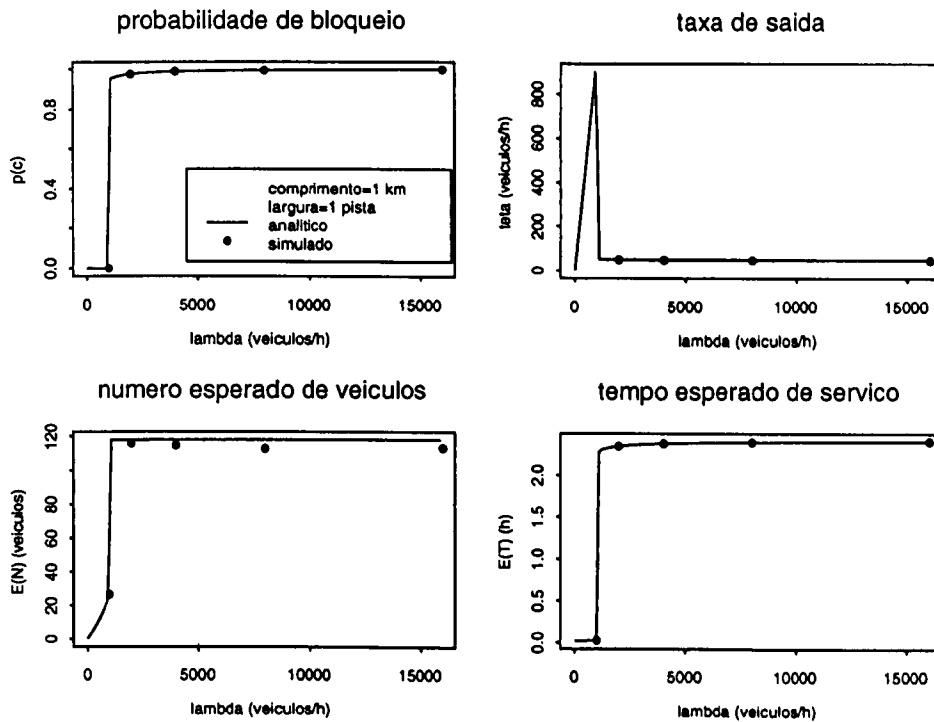 probabilidade de bloqueio
p(c)
0.8
0.4
0.0
comprimento=1 km
largura=1 pista
analitico
simulado
0 5000 10000 15000
lambda (veiculos/h)
taxa de saida
teta (veiculos/h)
800
600
400
200
0
0 5000 10000 15000
lambda (veiculos/h)
numero esperado de veiculos
E(N) (veiculos)
120
100
80
60
40
20
0
0 5000 10000 15000
lambda (veiculos/h)
tempo esperado de servico
E(T) (h)
2.0
1.5
1.0
0.5
0.0
0 5000 10000 15000
lambda (veiculos/h)